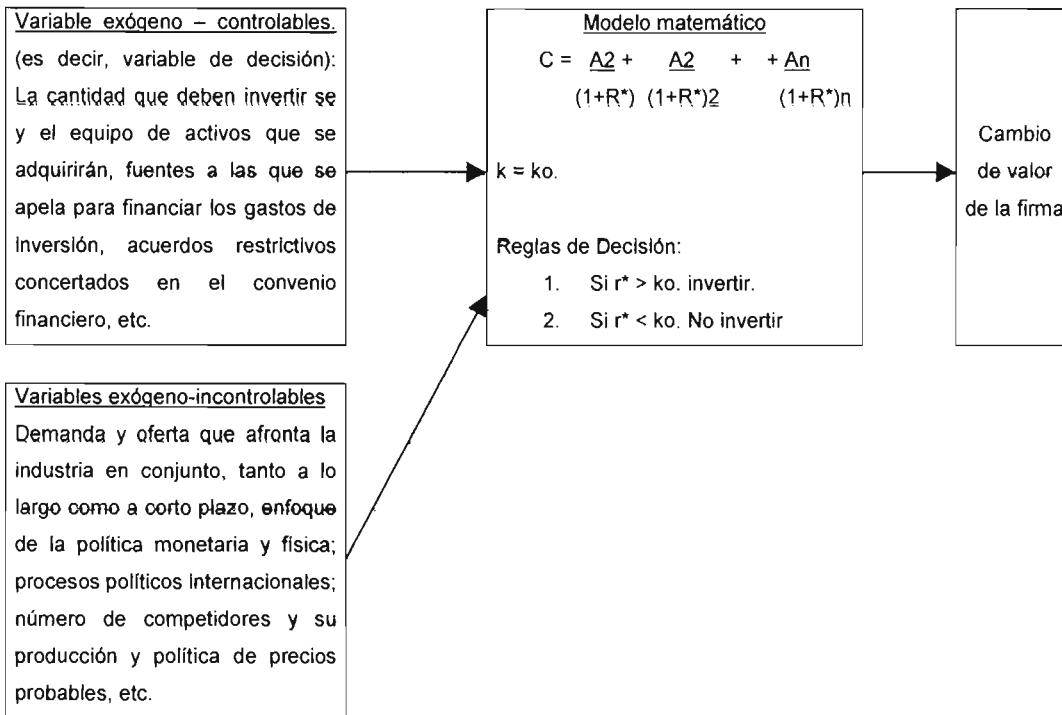 Variable exógeno – controlables.
(es decir, variable de decisión):
La cantidad que deben invertir se
y el equipo de activos que se
adquirirán, fuentes a las que se
apela para financiar los gastos de
inversión, acuerdos restrictivos
concertados en el convenio
financiero, etc.
Variables exógeno-incontrolables
Demanda y oferta que afronta la
industria en conjunto, tanto a lo
largo como a corto plazo, enfoque
de la política monetaria y física;
procesos políticos internacionales;
número de competidores y su
producción y política de precios
probables, etc.
Modelo matemático
C = A2 + A2 + + An
(1+R*) (1+R*)2 (1+R*)n
k = ko.
Reglas de Decisión:
1. Si r* > ko. invertir.
2. Si r* < ko. No invertir
Cambio
de valor
de la firma